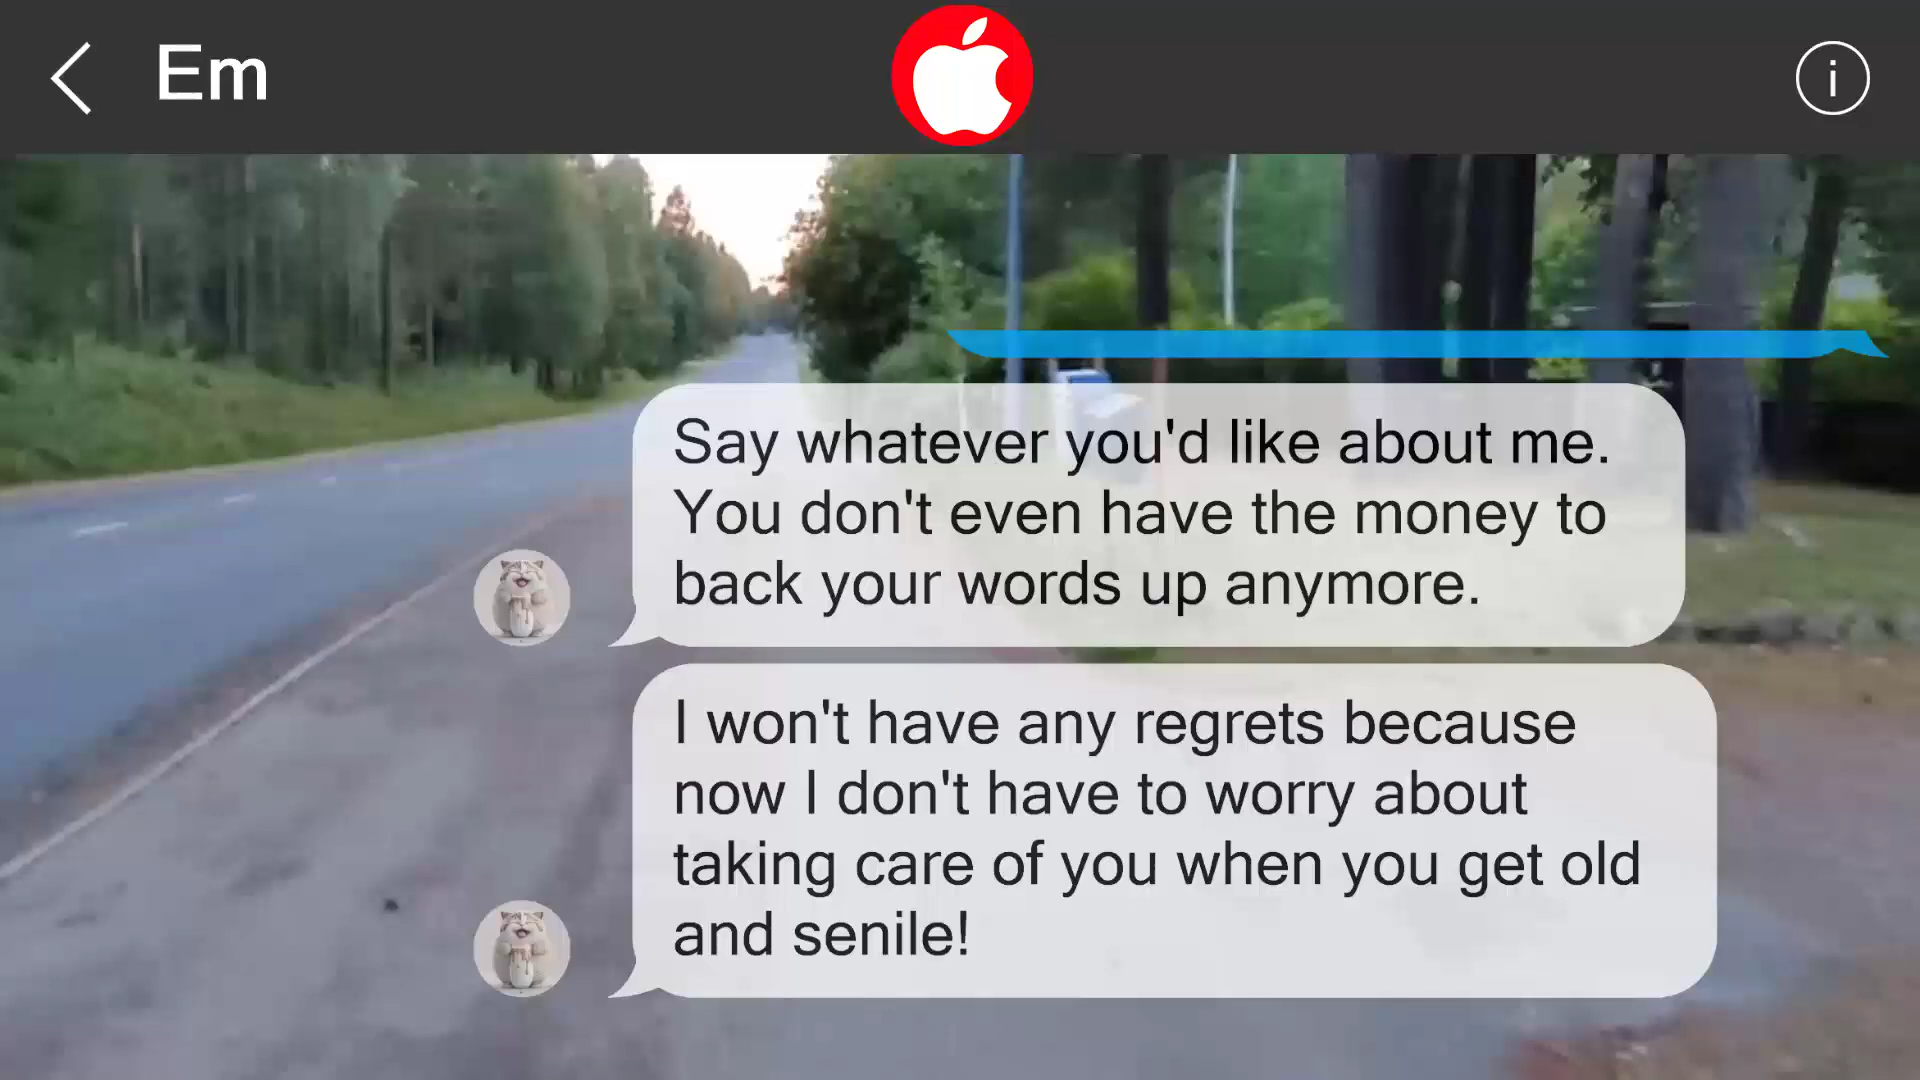 Em
i
Say whatever you'd like about me.
You don't even have the money to
back your words up anymore.
I won't have any regrets because
now I don't have to worry about
taking care of you when you get old
and senile!